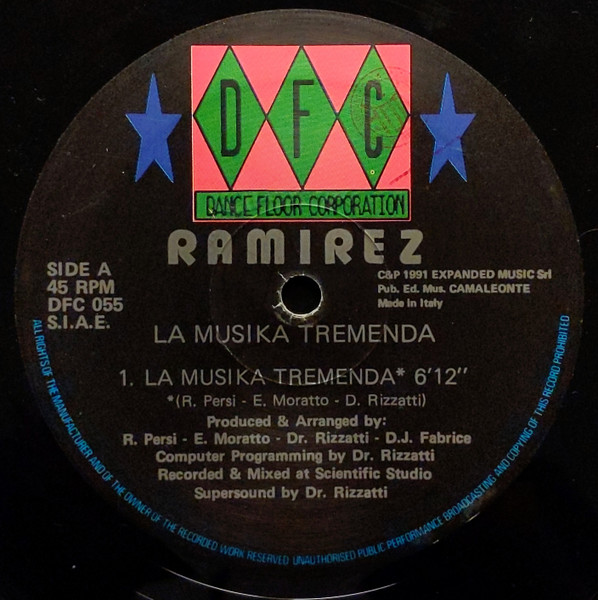 DFC
DANCE FLOOR CORPORATION
RAMIREZ
SIDE A
45 RPM
DFC 055
S.I.A.E.
C&P 1991 EXPANDED MUSIC Srl
Pub. Ed. Mus. CAMALEONTE
Made in Italy
LA MUSIKA TREMENDA
1. LA MUSIKA TREMENDA* 6'12"
*(R. Persi - E. Moratto - D. Rizzatti)
Produced & Arranged by:
R. Persi - E. Moratto - Dr. Rizzatti - D.J. Fabrice
Computer Programming by Dr. Rizzatti
Recorded & Mixed at Scientific Studio
Supersound by Dr. Rizzatti
ALL RIGHTS OF THE MANUFACTURER AND OF THE OWNER OF THE RECORDED WORK RESERVED UNAUTHORISED PUBLIC PERFORMANCE BROADCASTING AND COPYING OF THIS RECORD PROHIBITED